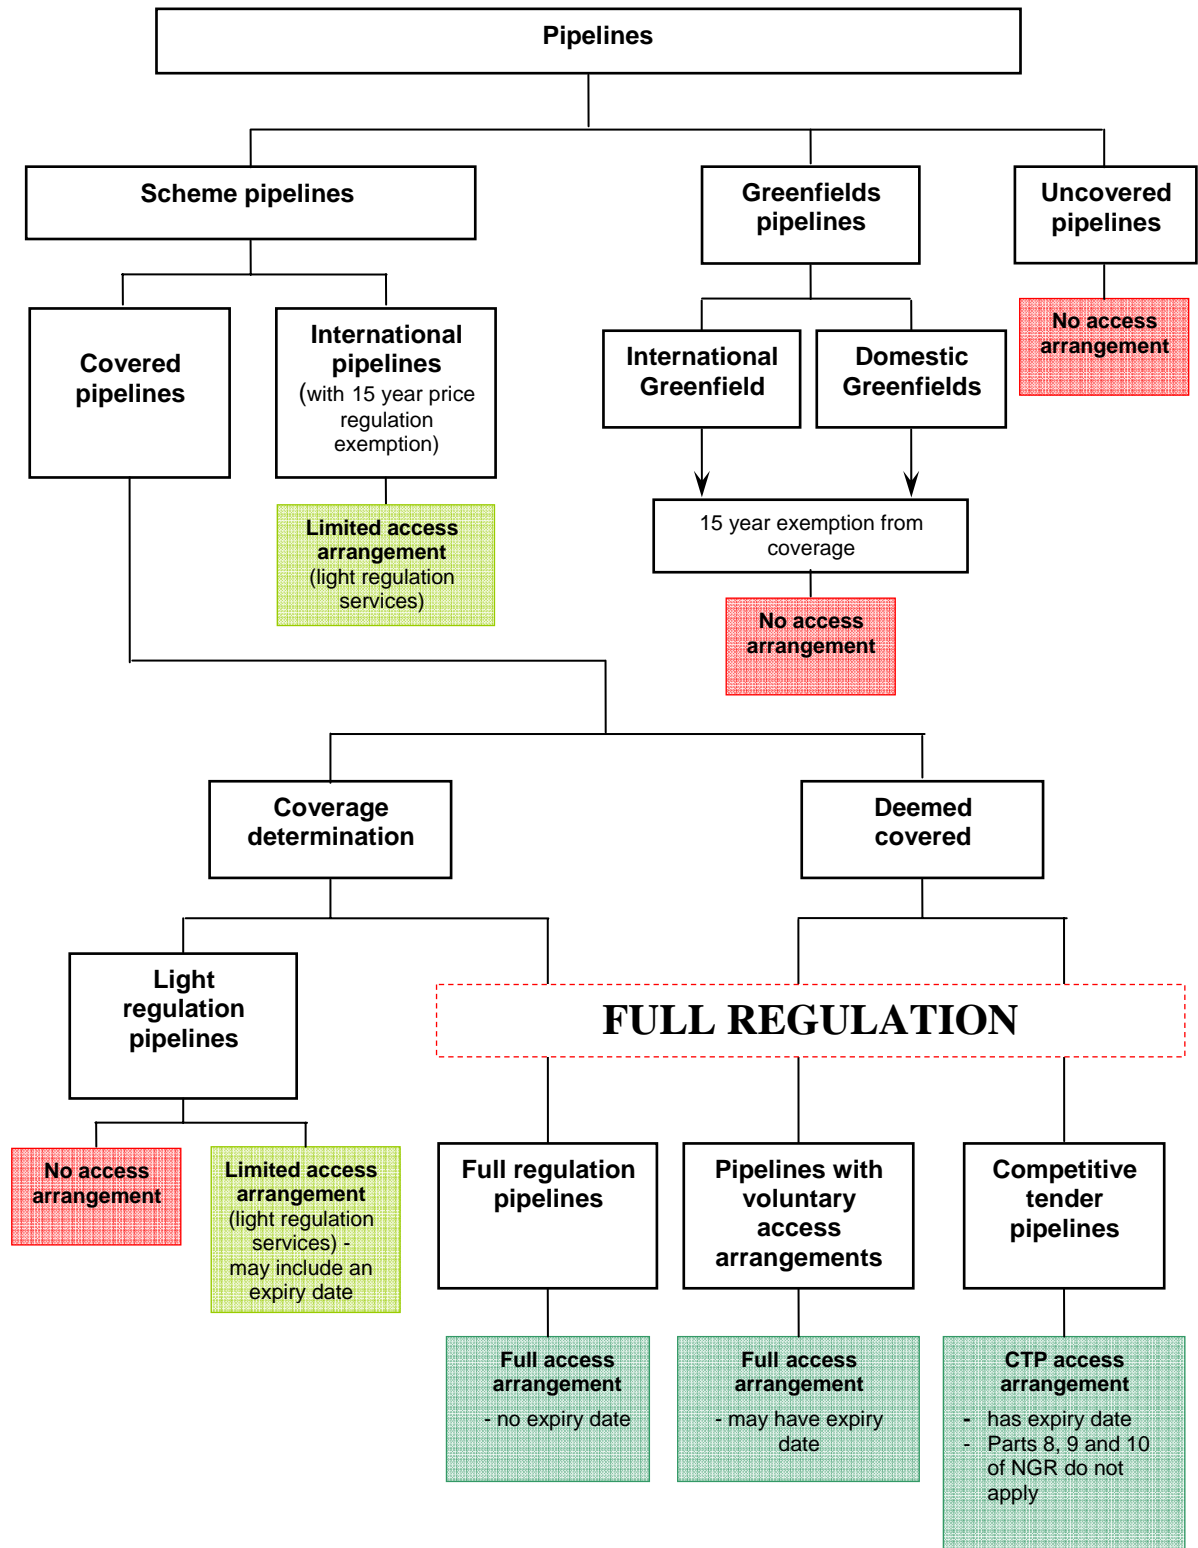 Pipelines
Scheme pipelines
Greenfields
pipelines
Uncovered
pipelines
Covered
pipelines
International
pipelines
(with 15 year price
regulation
exemption)
International
Greenfield
Domestic
Greenfields
No access
arrangement
Limited access
arrangement
(light regulation
services)
15 year exemption from
coverage
No access
arrangement
Coverage
determination
Deemed
covered
Light
regulation
pipelines
FULL REGULATION
No access
arrangement
Limited access
arrangement
(light regulation
services) -
may include an
expiry date
Full regulation
pipelines
Pipelines with
voluntary
access
arrangements
Competitive
tender
pipelines
Full access
arrangement
- no expiry date
Full access
arrangement
- may have expiry
date
CTP access
arrangement
- has expiry date
- Parts 8, 9 and 10
of NGR do not
apply